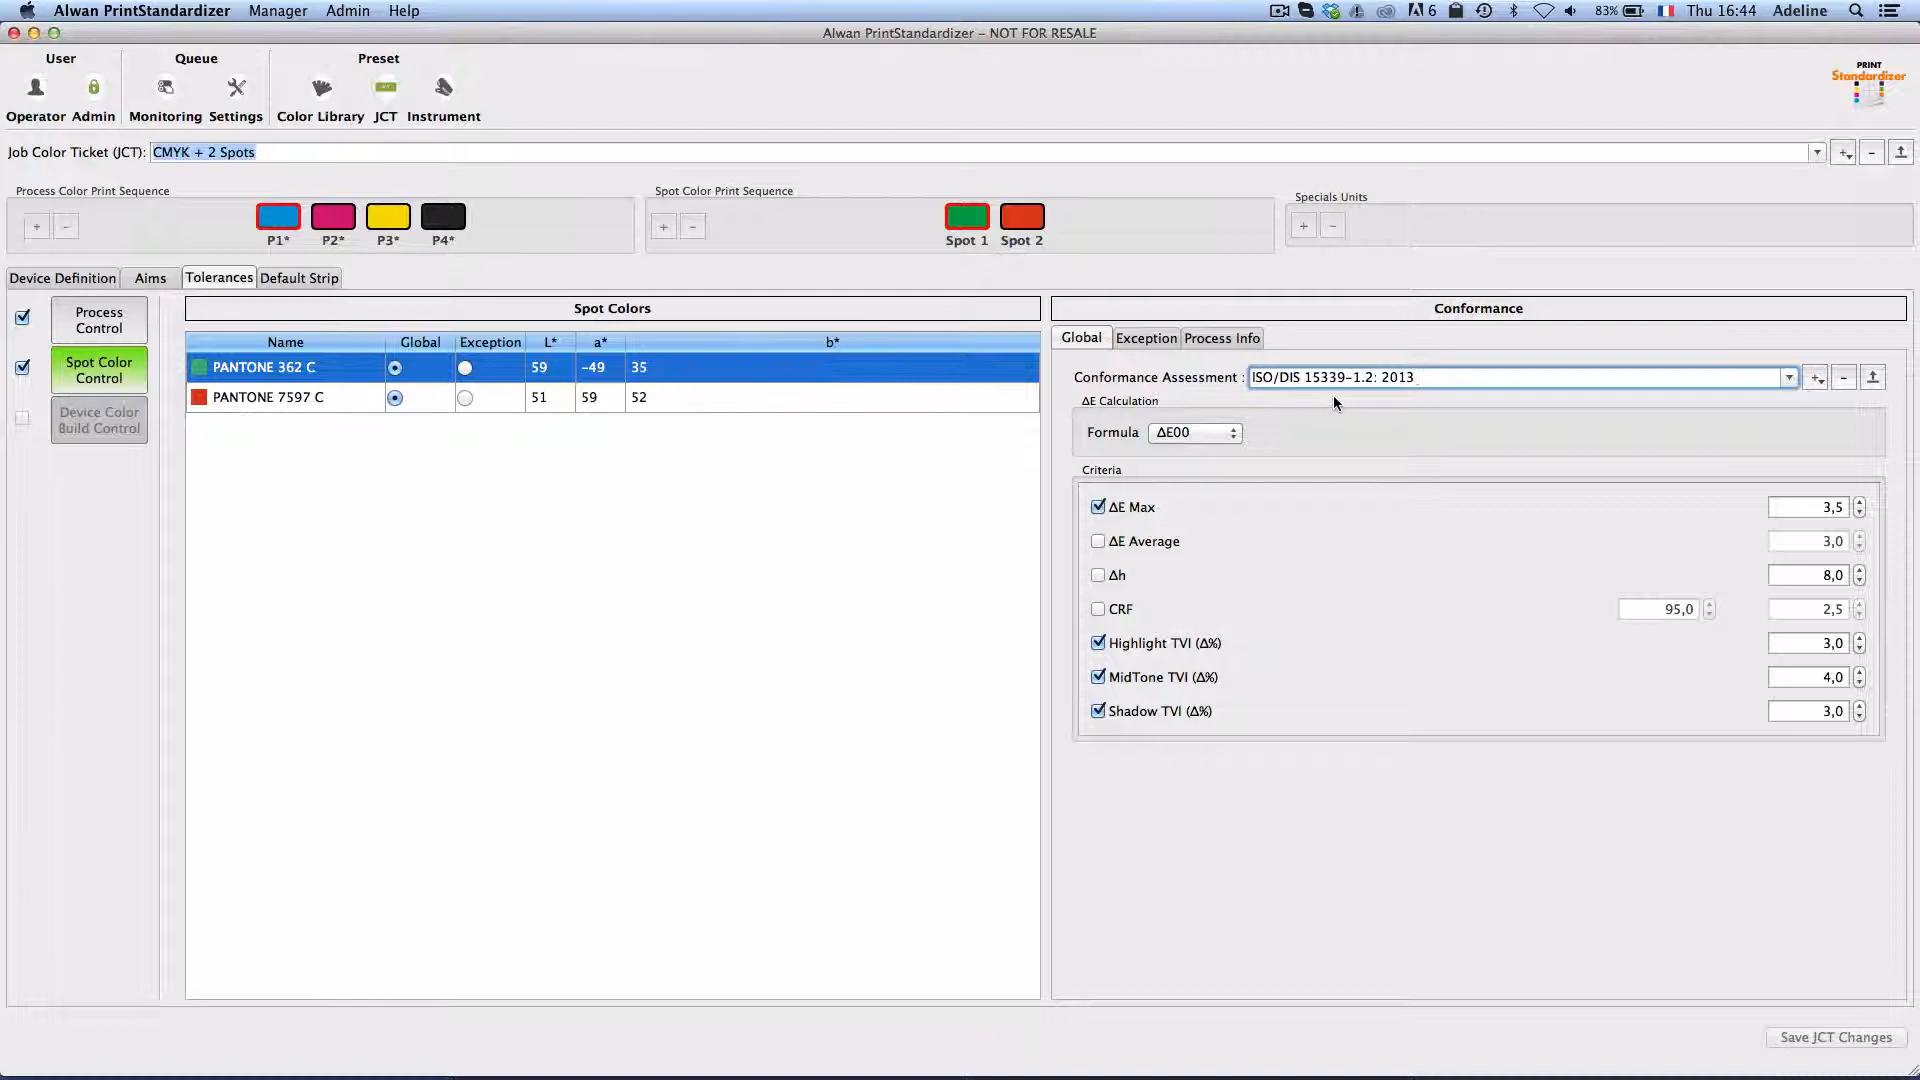 Alwan PrintStandardizer Manager Admin Help 6 83% Thu 16:44 Adeline
Alwan PrintStandardizer – NOT FOR RESALE
User Queue Preset
PRINT
Standardizer
Operator Admin Monitoring Settings Color Library JCT Instrument
Job Color Ticket (JCT): CMYK + 2 Spots
Process Color Print Sequence Spot Color Print Sequence Specials Units
P1* P2* P3* P4* Spot 1 Spot 2
Device Definition Aims Tolerances Default Strip
Process
Control
Spot Color
Control
Device Color
Build Control
Spot Colors
Name Global Exception L* a* b*
PANTONE 362 C 59 -49 35
PANTONE 7597 C 51 59 52
Conformance
Global Exception Process Info
Conformance Assessment : ISO/DIS 15339-1.2: 2013
ΔE Calculation
Formula ΔE00
Criteria
ΔE Max 3,5
ΔE Average 3,0
Δh 8,0
CRF 95,0 2,5
Highlight TVI (Δ%) 3,0
MidTone TVI (Δ%) 4,0
Shadow TVI (Δ%) 3,0
Save JCT Changes